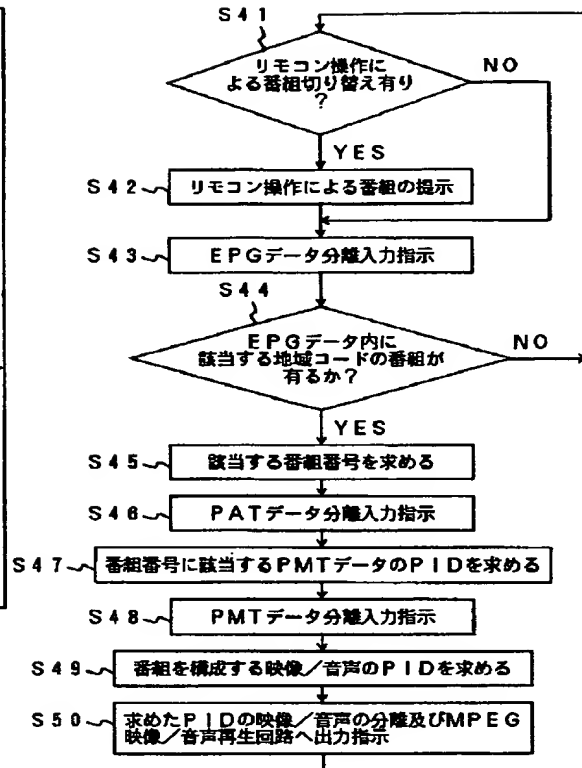 S41
リモコン操作に
よる番組切り替え有り
?
NO
YES
S42 リモコン操作による番組の提示
S43 EPGデータ分離入力指示
S44
EPGデータ内に
該当する地域コードの番組が
有るか?
NO
YES
S45 該当する番組番号を求める
S46 PATデータ分離入力指示
S47 番組番号に該当するPMTデータのPIDを求める
S48 PMTデータ分離入力指示
S49 番組を構成する映像/音声のPIDを求める
S50 求めたPIDの映像/音声の分離及びMPEG
映像/音声再生回路へ出力指示